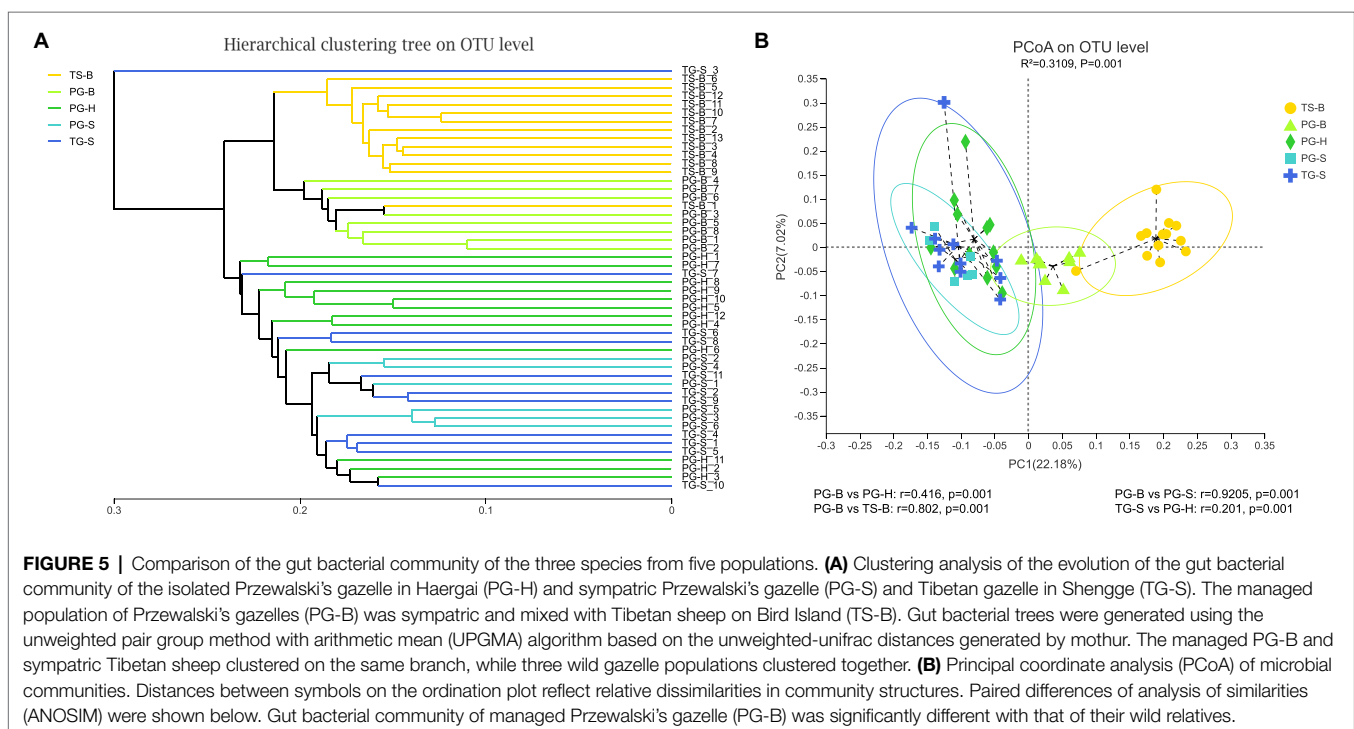 A
Hierarchical clustering tree on OTU level
TS-B
PG-B
PG-H
PG-S
TG-S
TG-S_3
TS-B_6
TS-B_5
TS-B_12
TS-B_11
TS-B_10
TS-B_7
TS-B_2
TS-B_13
TS-B_3
TS-B_4
TS-B_8
TS-B_9
PG-B_4
PG-B_7
PG-B_6
TS-B_1
PG-B_3
PG-B_5
PG-B_8
PG-B_1
PG-B_2
PG-H_1
PG-H_7
TG-S_7
PG-H_8
PG-H_9
PG-H_10
PG-H_5
PG-H_12
PG-H_4
TG-S_6
TG-S_8
PG-H_6
PG-S_2
PG-S_4
TG-S_11
PG-S_1
TG-S_2
TG-S_9
PG-S_5
PG-S_3
PG-S_6
TG-S_4
TG-S_1
TG-S_5
PG-H_11
PG-H_2
PG-H_3
TG-S_10
0.3 0.2 0.1 0
B
PCoA on OTU level
R²=0.3109, P=0.001
TS-B
PG-B
PG-H
PG-S
TG-S
PC2(7.02%)
0.35
0.3
0.25
0.2
0.15
0.1
0.05
0
-0.05
-0.1
-0.15
-0.2
-0.25
-0.3
-0.35
-0.3 -0.25 -0.2 -0.15 -0.1 -0.05 0 0.05 0.1 0.15 0.2 0.25 0.3 0.35
PC1(22.18%)
PG-B vs PG-H: r=0.416, p=0.001
PG-B vs TS-B: r=0.802, p=0.001
PG-B vs PG-S: r=0.9205, p=0.001
TG-S vs PG-H: r=0.201, p=0.001
FIGURE 5 | Comparison of the gut bacterial community of the three species from five populations. (A) Clustering analysis of the evolution of the gut bacterial
community of the isolated Przewalski's gazelle in Haergai (PG-H) and sympatric Przewalski's gazelle (PG-S) and Tibetan gazelle in Shengge (TG-S). The managed
population of Przewalski's gazelles (PG-B) was sympatric and mixed with Tibetan sheep on Bird Island (TS-B). Gut bacterial trees were generated using the
unweighted pair group method with arithmetic mean (UPGMA) algorithm based on the unweighted-unifrac distances generated by mothur. The managed PG-B and
sympatric Tibetan sheep clustered on the same branch, while three wild gazelle populations clustered together. (B) Principal coordinate analysis (PCoA) of microbial
communities. Distances between symbols on the ordination plot reflect relative dissimilarities in community structures. Paired differences of analysis of similarities
(ANOSIM) were shown below. Gut bacterial community of managed Przewalski's gazelle (PG-B) was significantly different with that of their wild relatives.